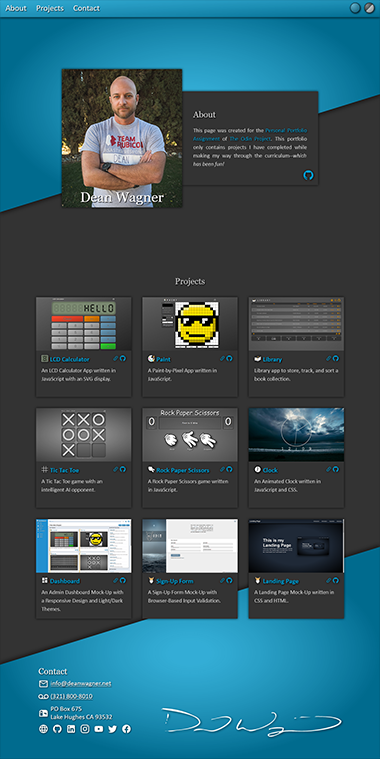 About Projects Contact
TEAM
RUBICO
DEAN
Dean Wagner
About
This page was created for the Personal Portfolio
Assignment of The Odin Project. This portfolio
only contains projects I have completed while
making my way through the curriculum--which
has been fun!
Projects
HELLO
LIBRARY
LCD Calculator
An LCD Calculator App written in
JavaScript with an SVG display.
Paint
A Paint-by-Pixel App written in
JavaScript.
Library
Library app to store, track, and sort a
book collection.
Rock Paper Scissors
0 0
Tic Tac Toe
A Tic Tac Toe game with an
intelligent AI opponent.
Rock Paper Scissors
A Rock Paper Scissors game written
in JavaScript.
Clock
An Animated Clock written in
JavaScript and CSS.
This is my
Landing Page
Dashboard
An Admin Dashboard Mock-Up with
a Responsive Design and Light/Dark
Themes.
Sign-Up Form
A Sign-Up Form Mock-Up with
Browser-Based Input Validation.
Landing Page
A Landing Page Mock-Up written in
CSS and HTML.
Contact
info@deanwagner.net
(321) 800-8010
PO Box 675
Lake Hughes CA 93532